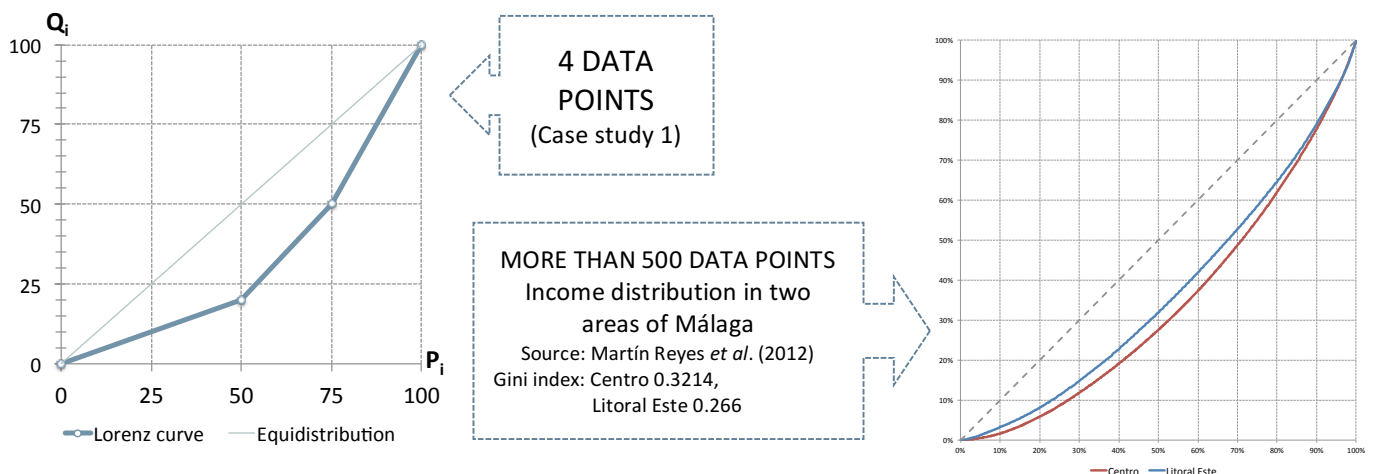 Qi
100
75
50
25
0
0 25 50 75 100
Pi
Lorenz curve Equidistribution
4 DATA
POINTS
(Case study 1)
MORE THAN 500 DATA POINTS
Income distribution in two
areas of Málaga
Source: Martín Reyes et al. (2012)
Gini index: Centro 0.3214,
Litoral Este 0.266
100%
90%
80%
70%
60%
50%
40%
30%
20%
10%
0%
0% 10% 20% 30% 40% 50% 60% 70% 80% 90% 100%
Centro Litoral Este